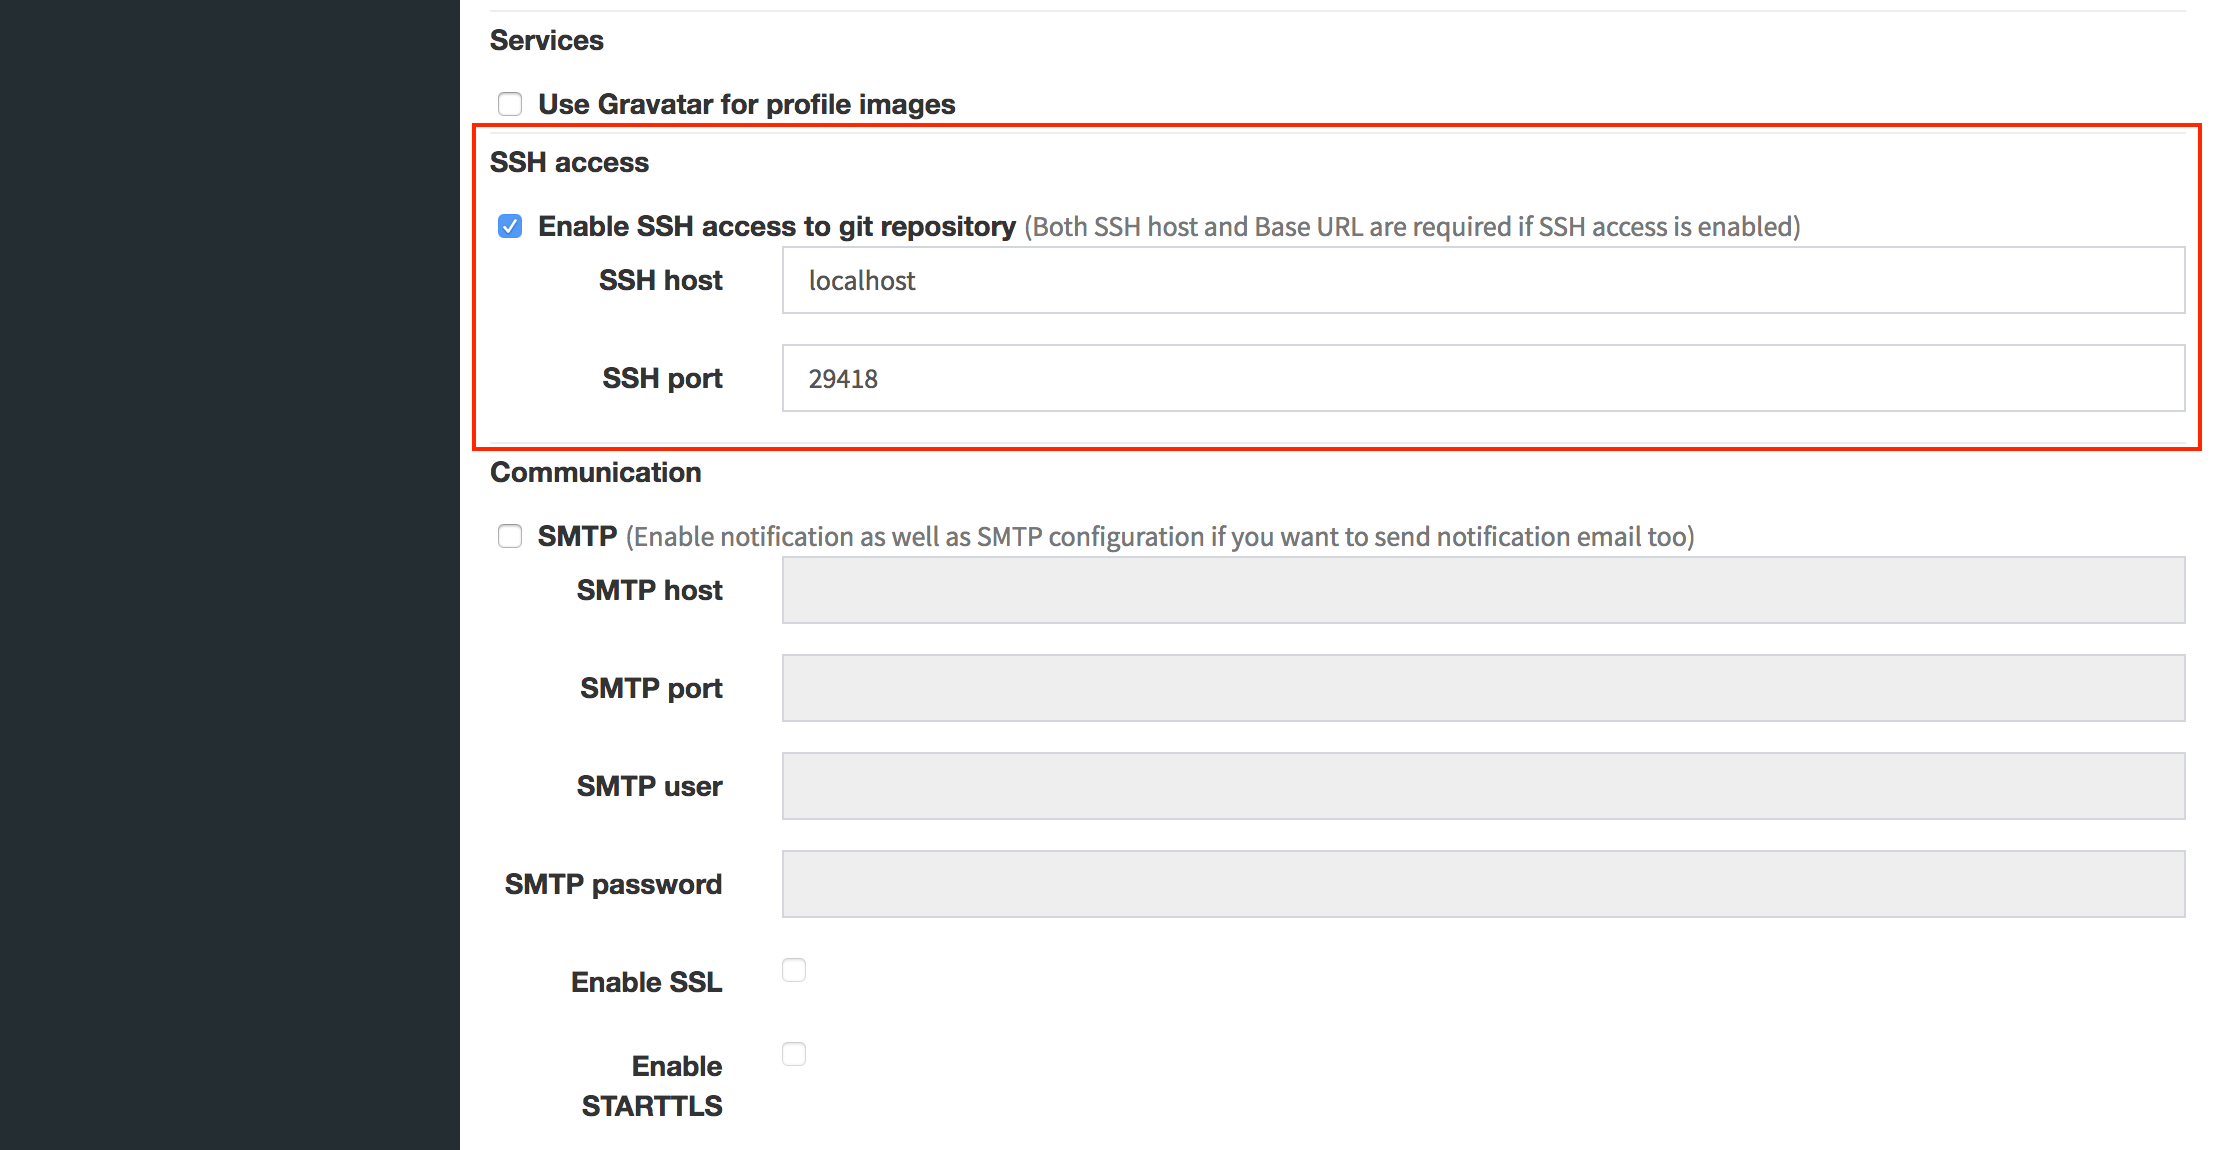 Services
Use Gravatar for profile images
SSH access
Enable SSH access to git repository (Both SSH host and Base URL are required if SSH access is enabled)
SSH host localhost
SSH port 29418
Communication
SMTP (Enable notification as well as SMTP configuration if you want to send notification email too)
SMTP host
SMTP port
SMTP user
SMTP password
Enable SSL
Enable
STARTTLS